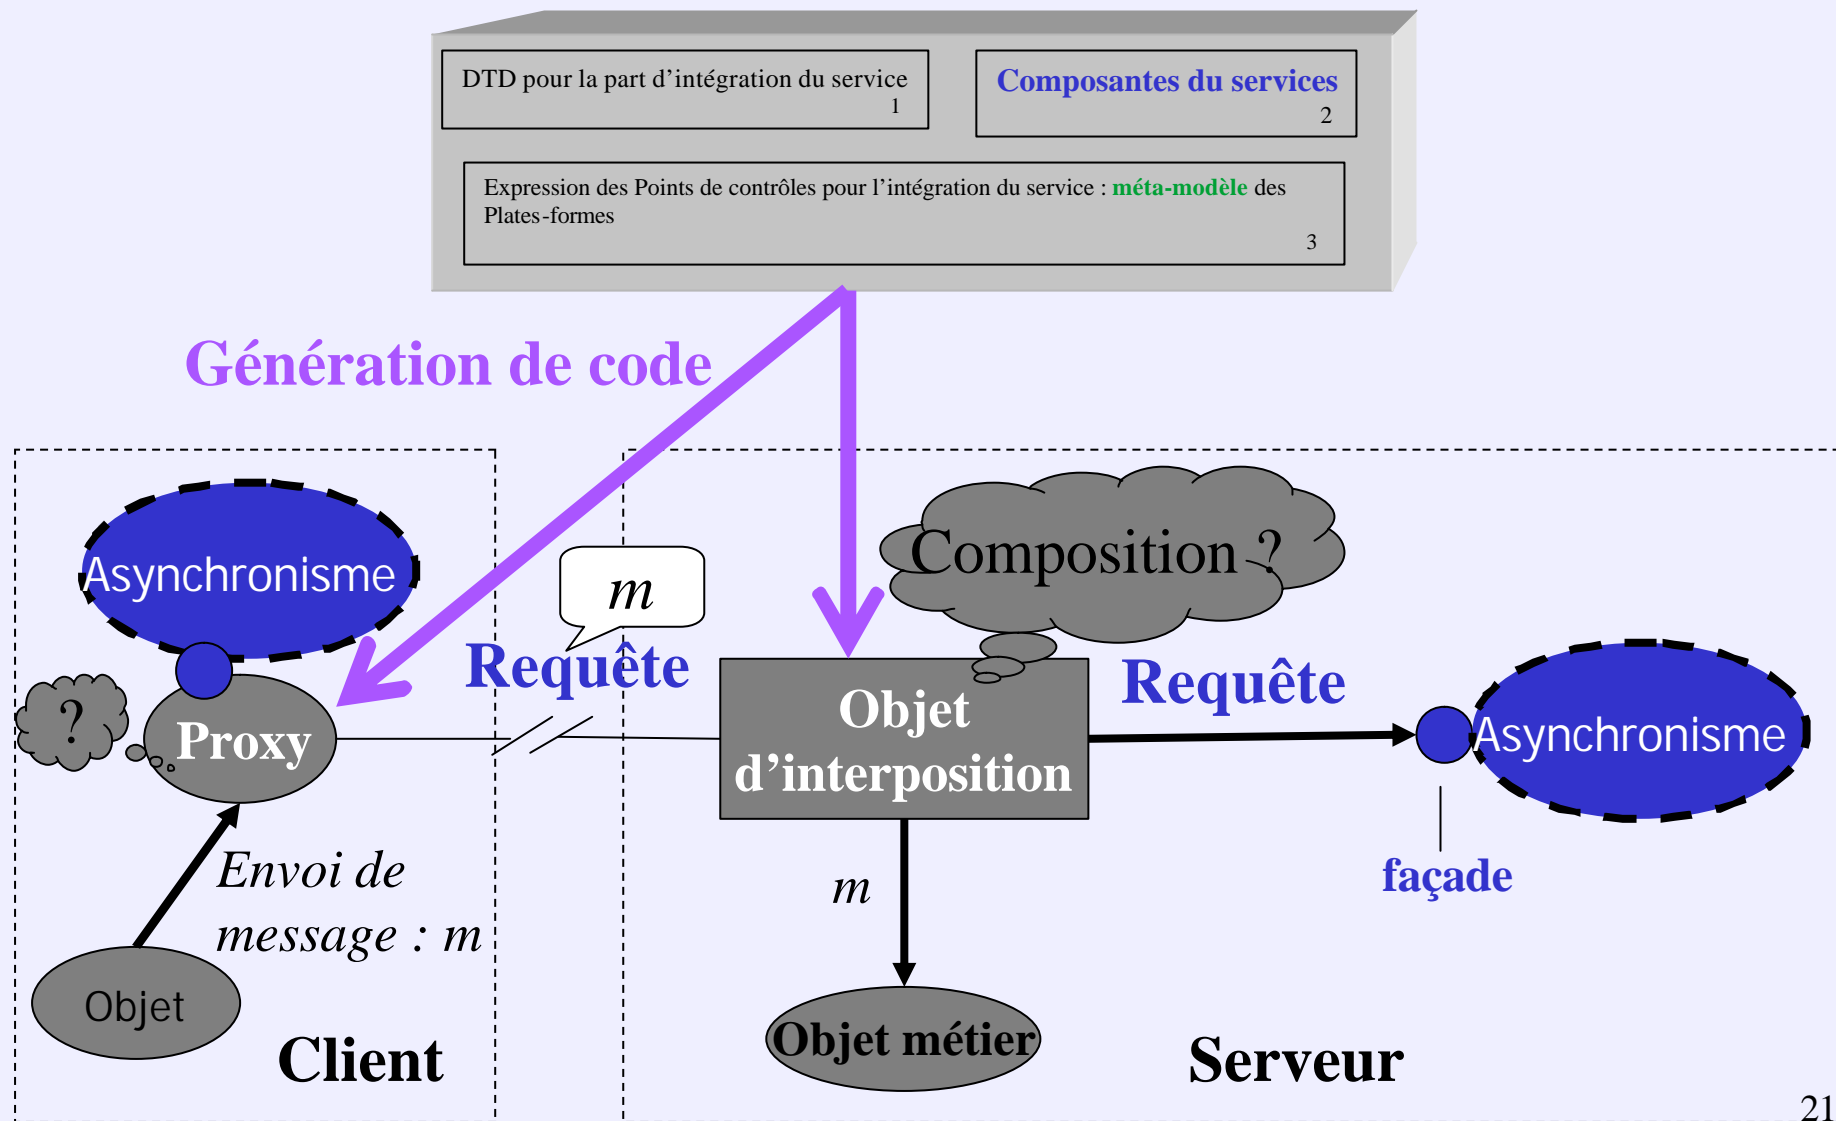 DTD pour la part d’intégration du service
1
Composantes du services
2
Expression des Points de contrôles pour l’intégration du service : méta-modèle des
Plates-formes
3
Génération de code
Asynchronisme
m
Composition ?
Requête
Requête
?
Proxy
Objet
d’interposition
Asynchronisme
façade
Envoi de
message : m
m
Objet
Objet métier
Client
Serveur
21